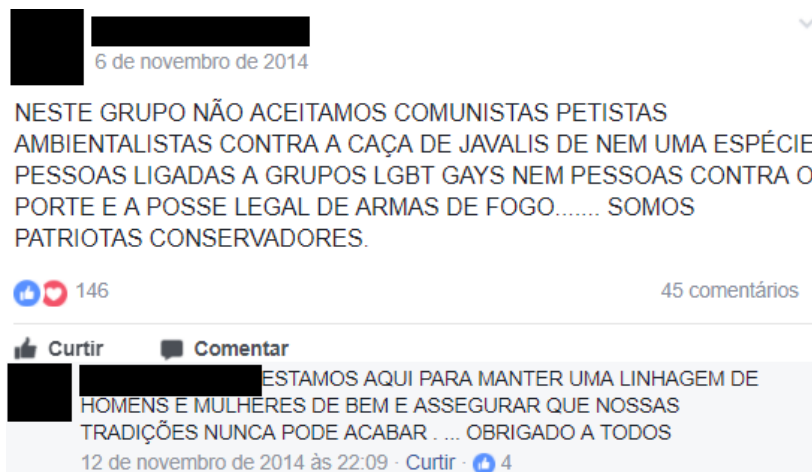 6 de novembro de 2014
NESTE GRUPO NÃO ACEITAMOS COMUNISTAS PETISTAS
AMBIENTALISTAS CONTRA A CAÇA DE JAVALIS DE NEM UMA ESPÉCIE
PESSOAS LIGADAS A GRUPOS LGBT GAYS NEM PESSOAS CONTRA O
PORTE E A POSSE LEGAL DE ARMAS DE FOGO....... SOMOS
PATRIOTAS CONSERVADORES.
146 45 comentários
Curtir Comentar
ESTAMOS AQUI PARA MANTER UMA LINHAGEM DE
HOMENS E MULHERES DE BEM E ASSEGURAR QUE NOSSAS
TRADIÇÕES NUNCA PODE ACABAR . ... OBRIGADO A TODOS
12 de novembro de 2014 às 22:09 · Curtir · 4